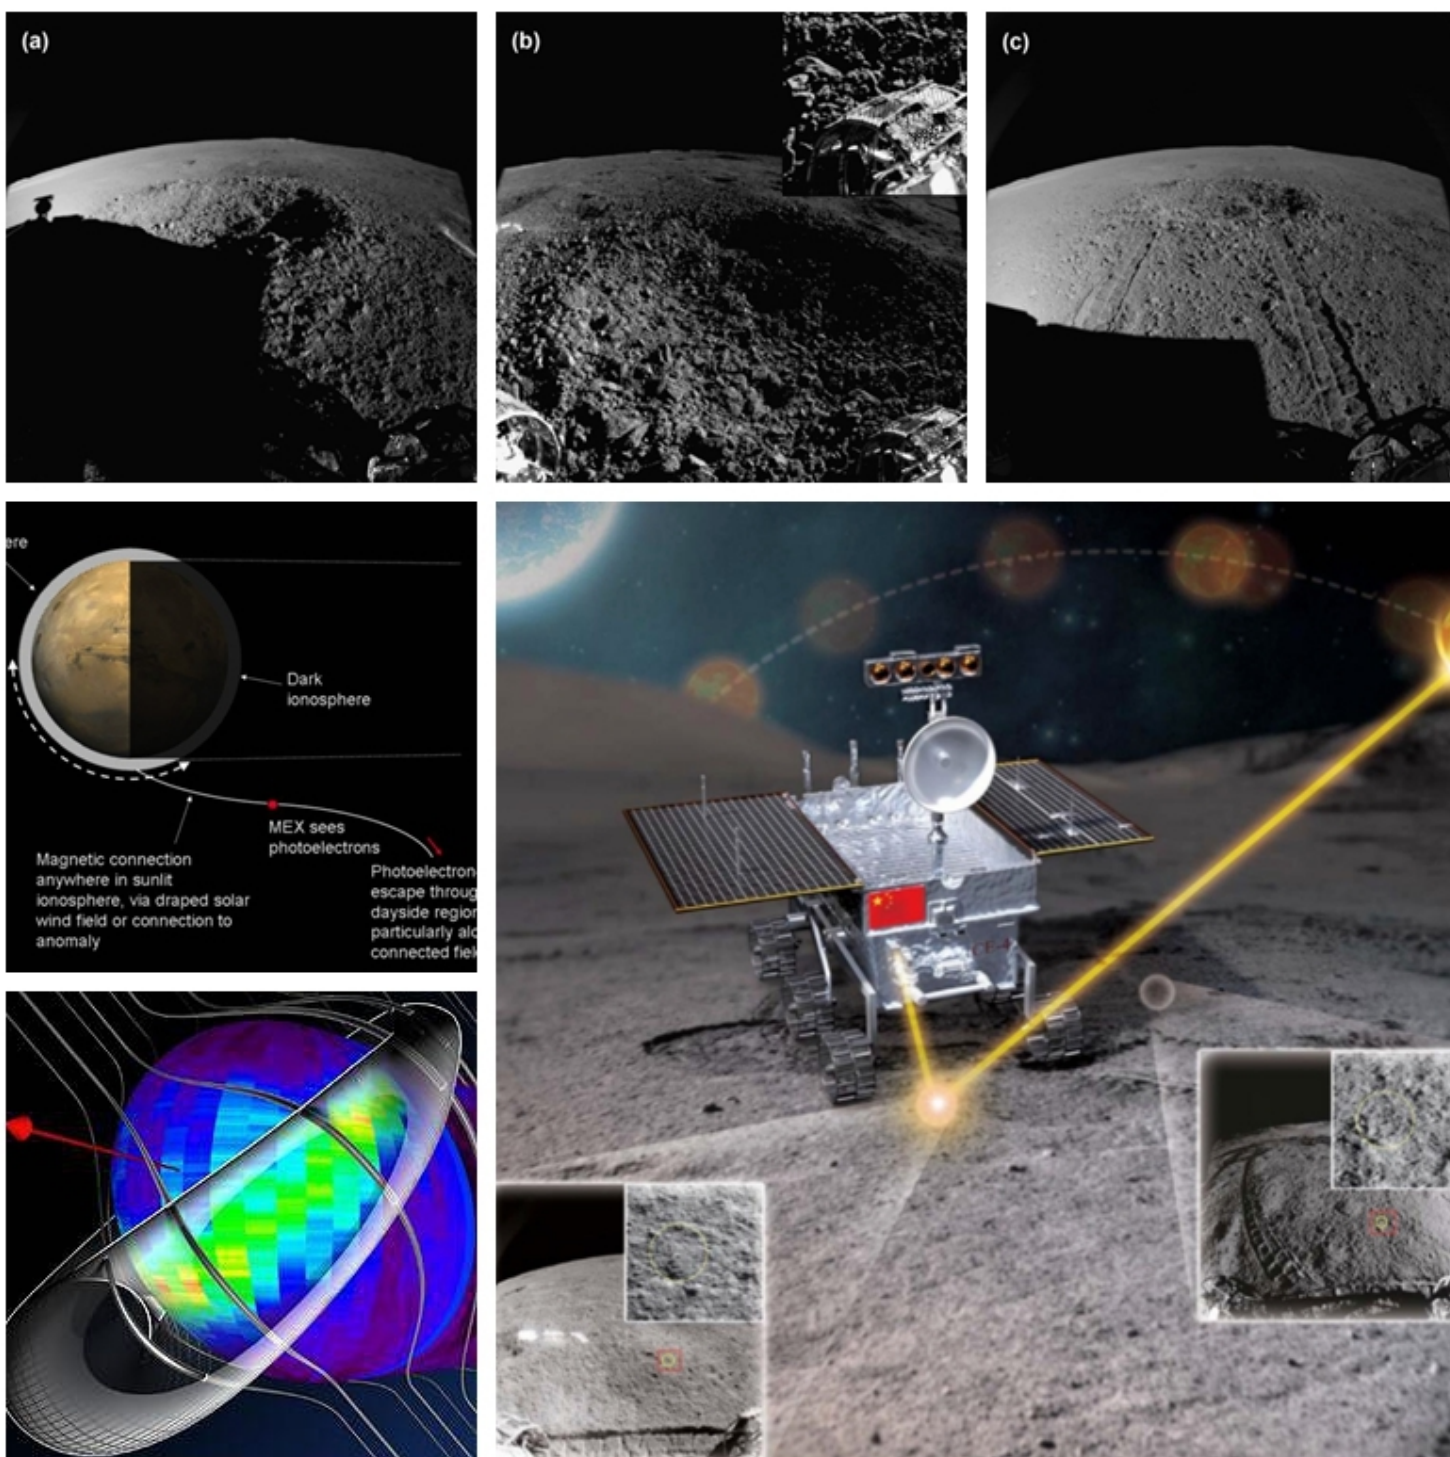 (a)
(b)
(c)
ere
Dark
ionosphere
MEX sees
photoelectrons
Magnetic connection
anywhere in sunlit
ionosphere, via draped solar
wind field or connection to
anomaly
Photoelectron
escape throug
dayside region
particularly alo
connected fiel
CE-4